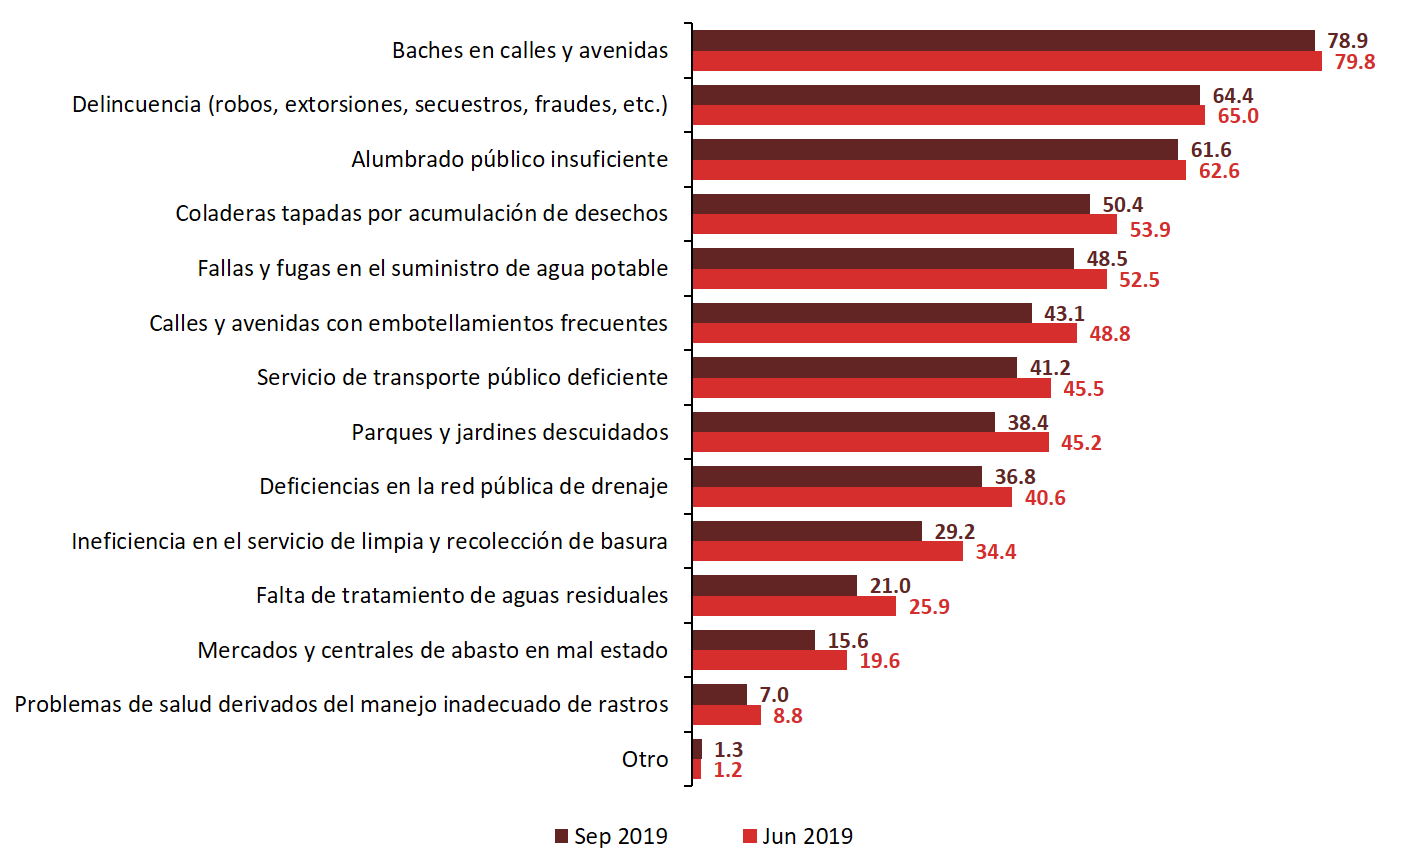 Baches en calles y avenidas
78.9
79.8
Delincuencia (robos, extorsiones, secuestros, fraudes, etc.)
64.4
65.0
Alumbrado público insuficiente
61.6
62.6
Coladeras tapadas por acumulación de desechos
50.4
53.9
Fallas y fugas en el suministro de agua potable
48.5
52.5
Calles y avenidas con embotellamientos frecuentes
43.1
48.8
Servicio de transporte público deficiente
41.2
45.5
Parques y jardines descuidados
38.4
45.2
Deficiencias en la red pública de drenaje
36.8
40.6
Ineficiencia en el servicio de limpia y recolección de basura
29.2
34.4
Falta de tratamiento de aguas residuales
21.0
25.9
Mercados y centrales de abasto en mal estado
15.6
19.6
Problemas de salud derivados del manejo inadecuado de rastros
7.0
8.8
Otro
1.3
1.2
Sep 2019
Jun 2019